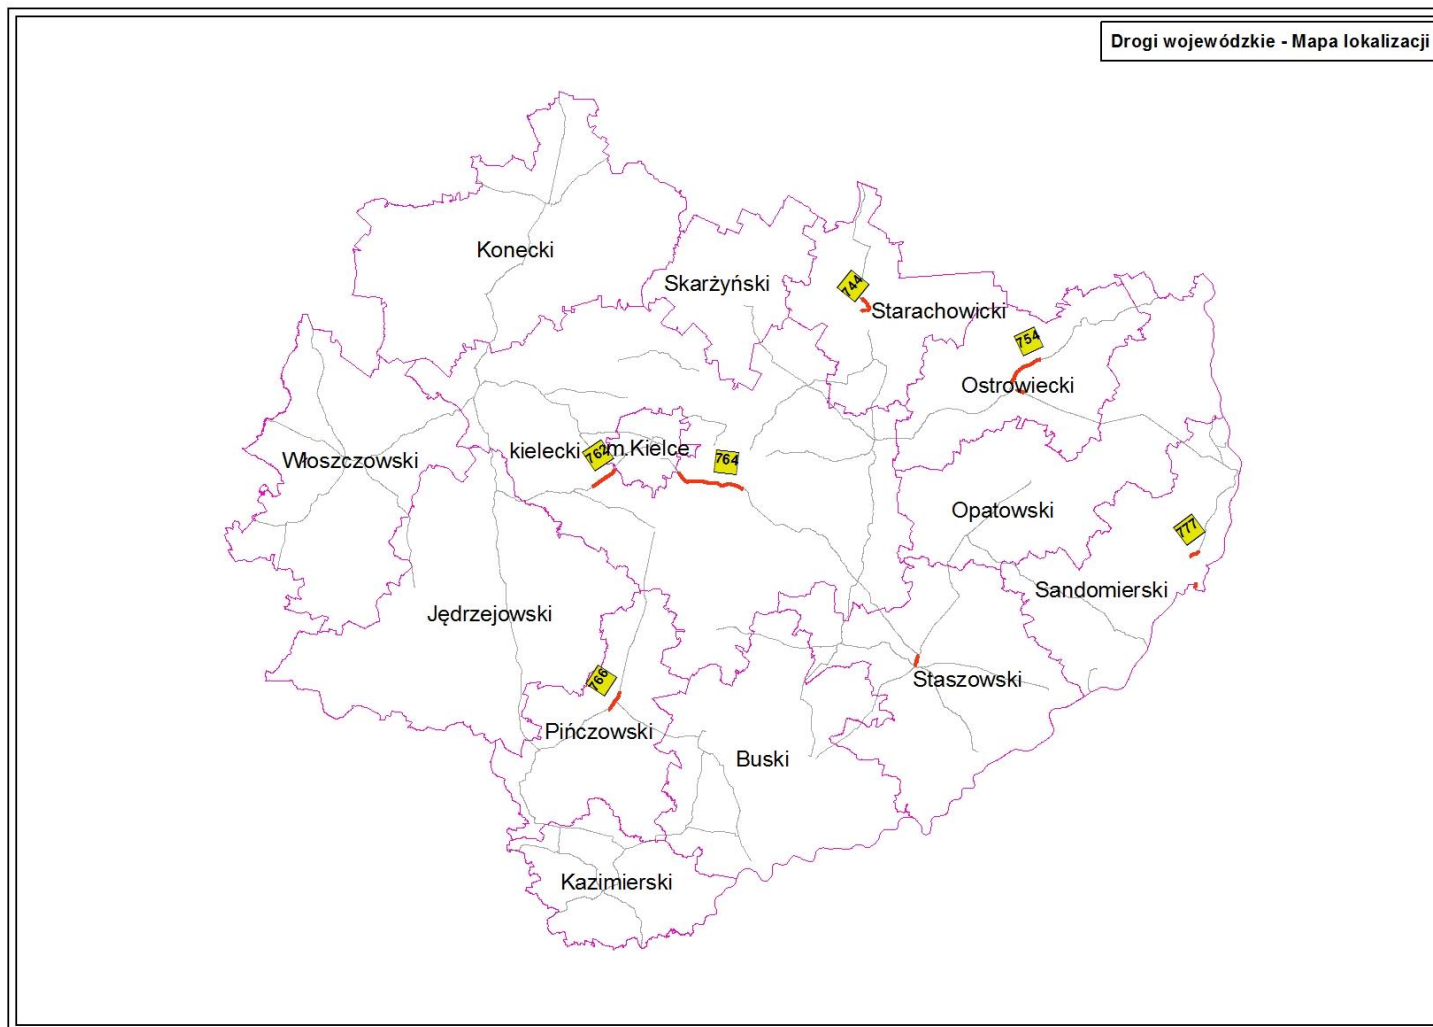 Drogi wojewódzkie - Mapa lokalizacji
Konecki
Skarżyński
744
Starachowicki
754
Ostrowiecki
kielecki
762
m.Kielce
764
Włoszczowski
Opatowski
777
Sandomierski
Jędrzejowski
766
Staszowski
Pińczowski
Buski
Kazimierski